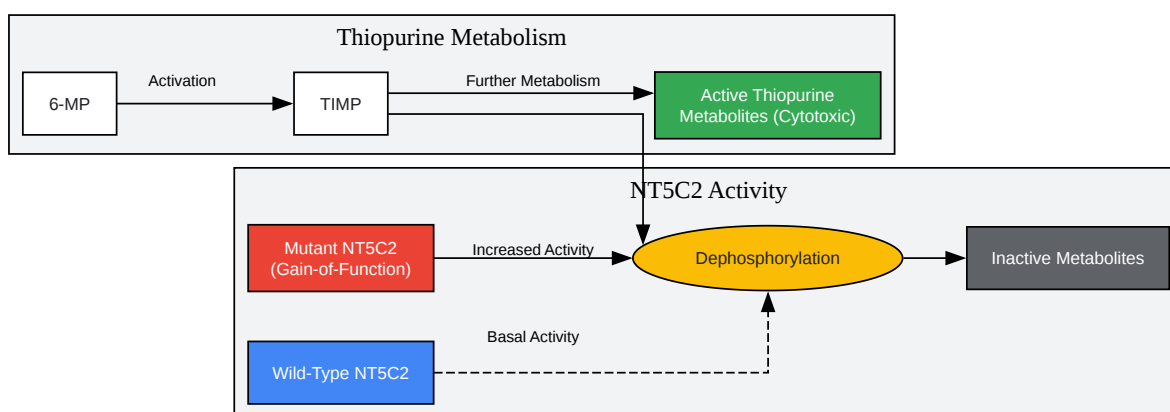 Thiopurine Metabolism
6-MP
Activation
TIMP
Further Metabolism
Active Thiopurine
Metabolites (Cytotoxic)
NT5C2 Activity
Mutant NT5C2
(Gain-of-Function)
Increased Activity
Dephosphorylation
Inactive Metabolites
Basal Activity
Wild-Type NT5C2